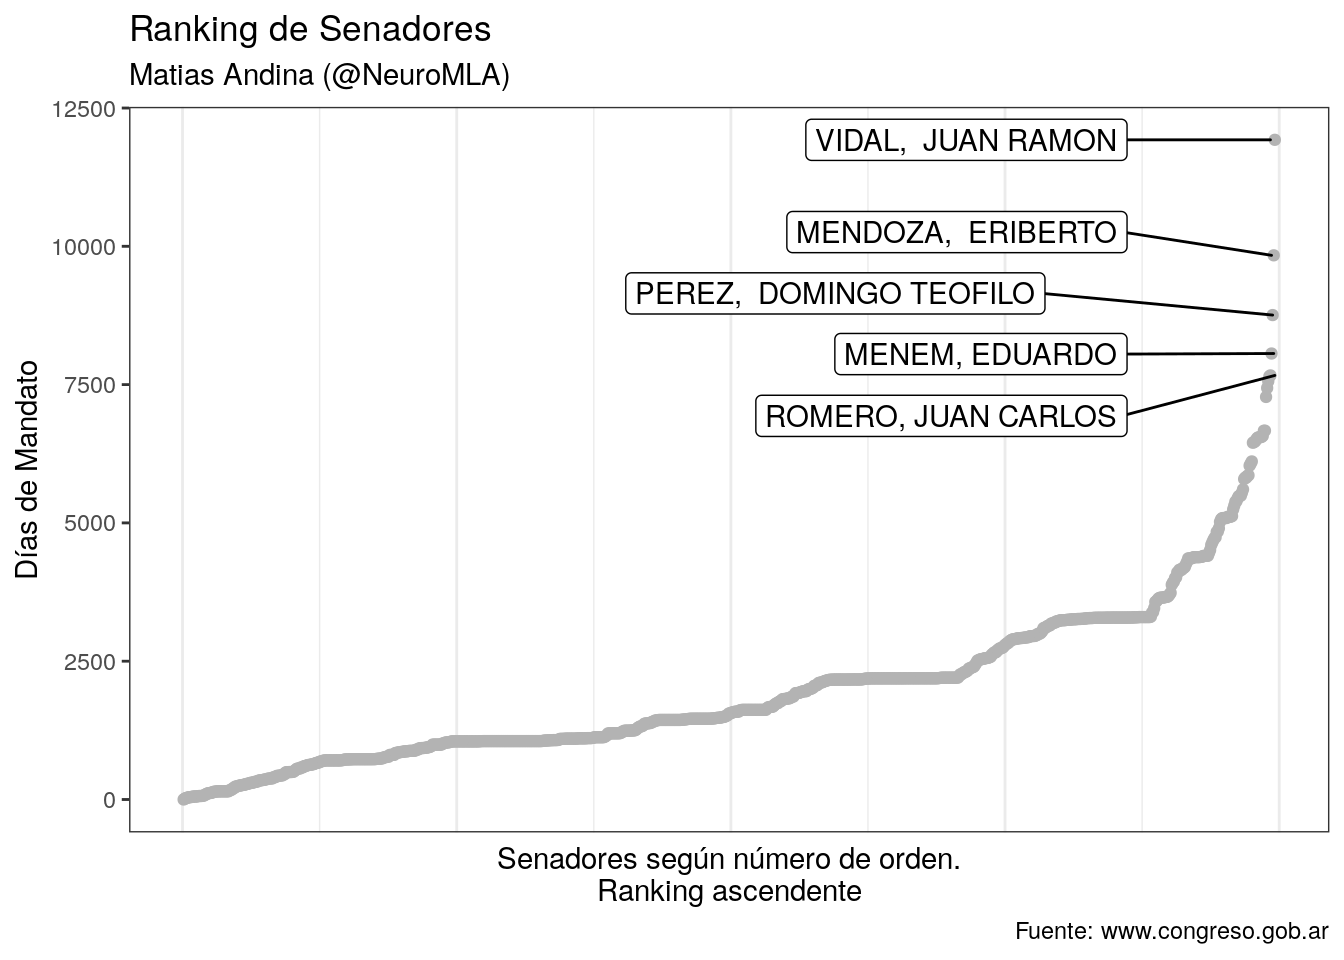 Ranking de Senadores
Matias Andina (@NeuroMLA)
12500
VIDAL,  JUAN RAMON
MENDOZA,  ERIBERTO
10000
PEREZ,  DOMINGO TEOFILO
MENEM, EDUARDO
7500
ROMERO, JUAN CARLOS
Días de Mandato
5000
2500
0
Senadores según número de orden.
Ranking ascendente
Fuente: www.congreso.gob.ar